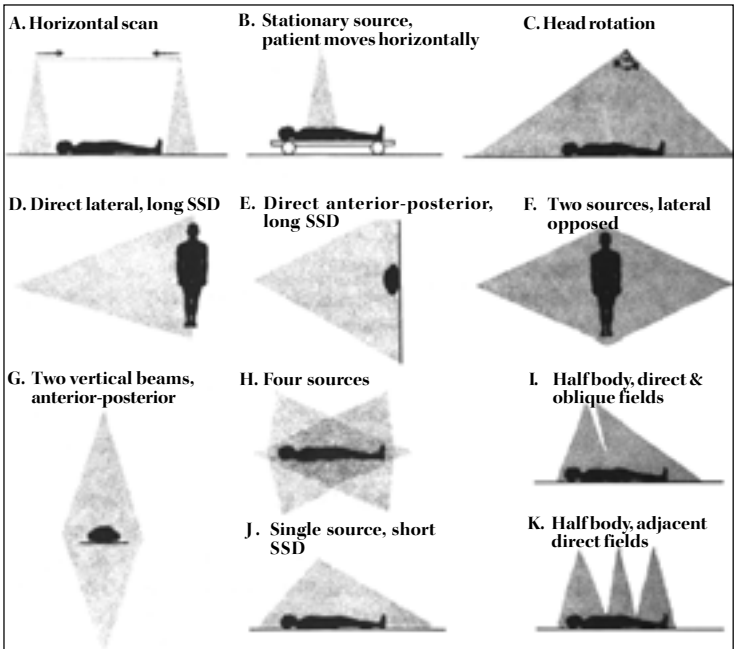 A. Horizontal scan
B. Stationary source,
patient moves horizontally
C. Head rotation
D. Direct lateral, long SSD
E. Direct anterior-posterior,
long SSD
F. Two sources, lateral
opposed
G. Two vertical beams,
anterior-posterior
H. Four sources
I. Half body, direct &
oblique fields
J. Single source, short
SSD
K. Half body, adjacent
direct fields